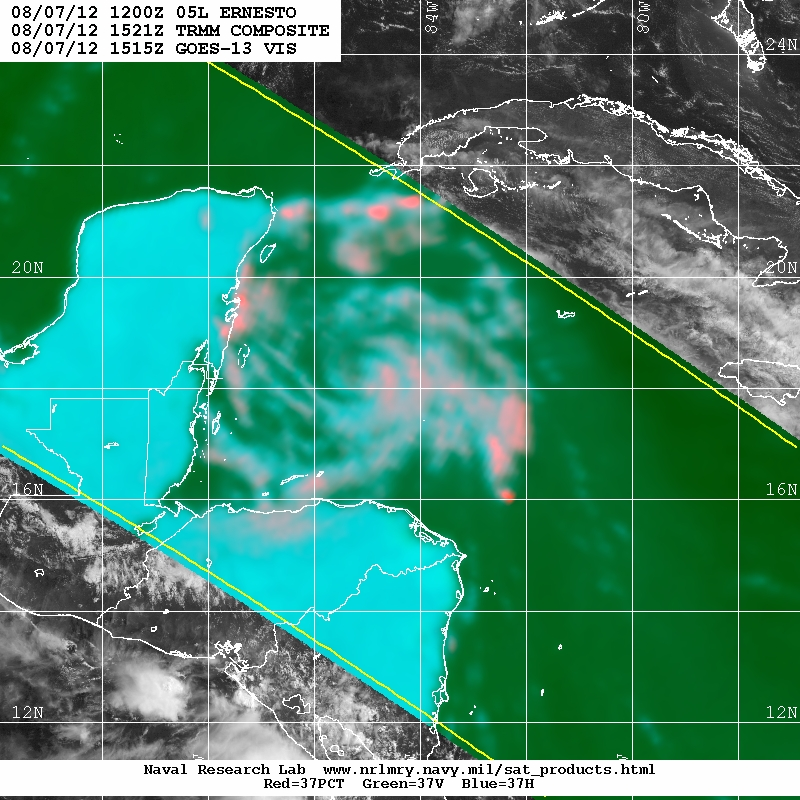 08/07/12 1200Z 05L ERNESTO
08/07/12 1521Z TRMM COMPOSITE
08/07/12 1515Z GOES-13 VIS
84W
80W
24N
20N
20N
16N
16N
12N
12N
Naval Research Lab www.nrlmry.navy.mil/sat_products.html
Red=37PCT Green=37V Blue=37H